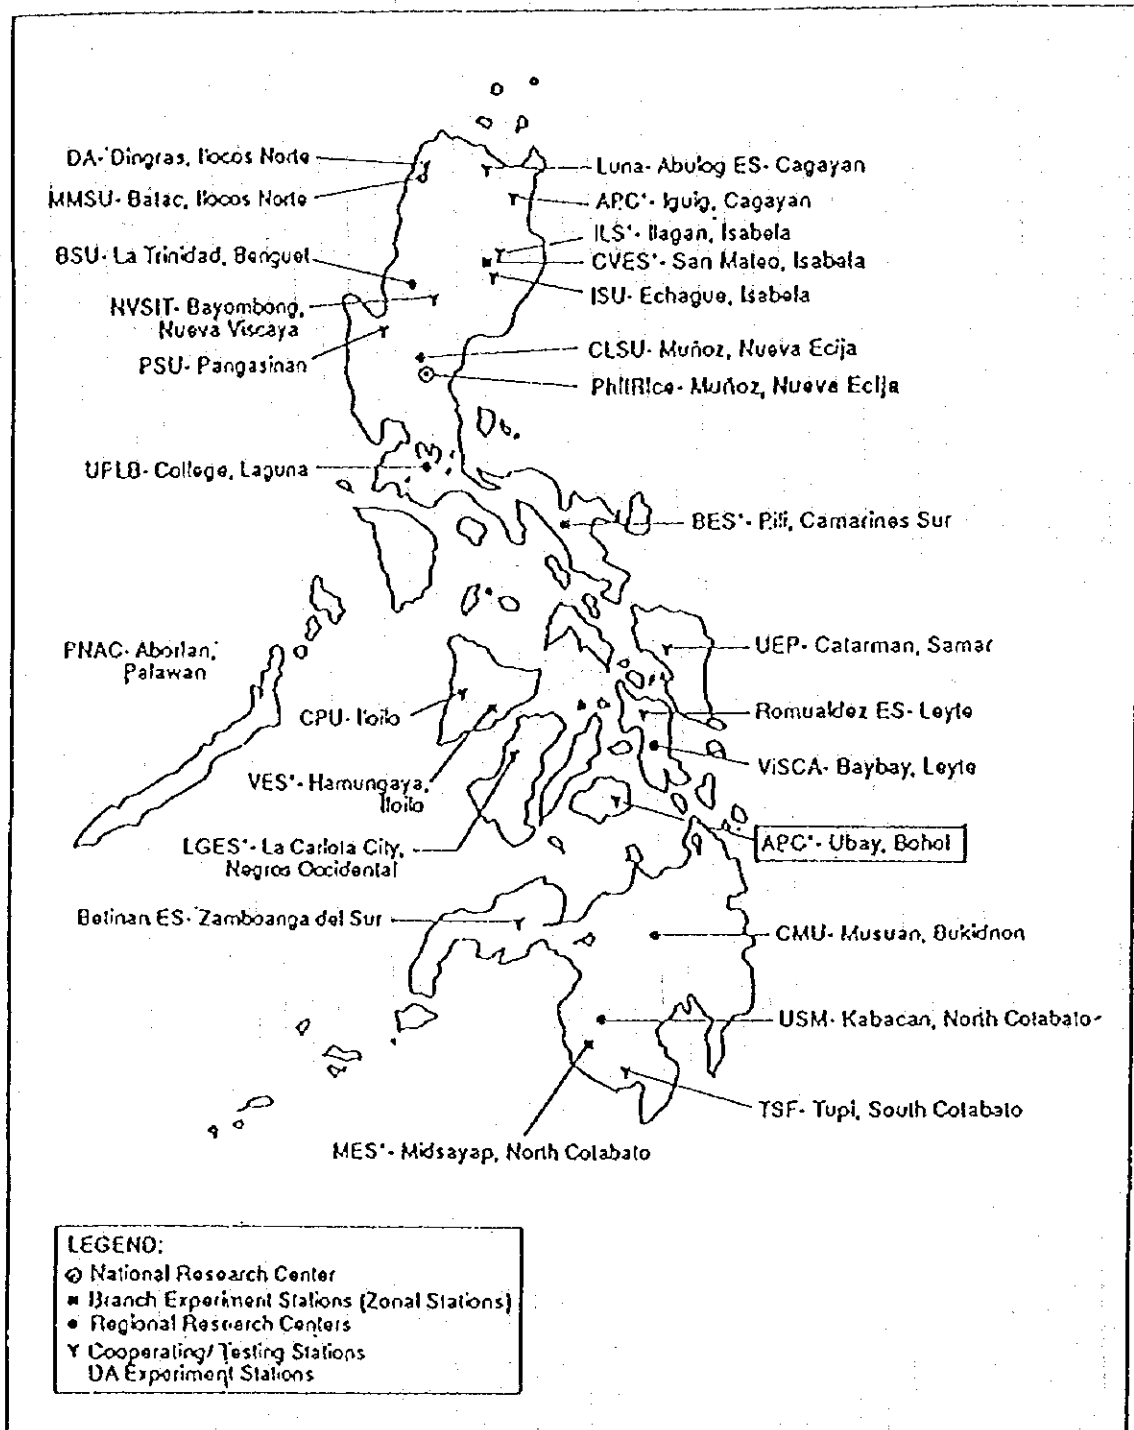 DA- Dingras, Ilocos Norte
MMSU- Batac, Ilocos Norte
BSU- La Trinidad, Benguet
NVSIT- Bayombong,
Nueva Viscaya
PSU- Pangasinan
UPLB- College, Laguna
PNAC- Aborlan,
Palawan
CPU- Iloilo
VES*- Hamungaya,
Iloilo
LGES*- La Carlota City,
Negros Occidental
Betinan ES- Zamboanga del Sur
MES*- Midsayap, North Cotabato
Luna- Abulog ES- Cagayan
APC*- Iguig, Cagayan
ILS*- Ilagan, Isabela
CVES*- San Mateo, Isabela
ISU- Echague, Isabela
CLSU- Muñoz, Nueva Ecija
PhilRice- Muñoz, Nueva Ecija
BES*- Pili, Camarines Sur
UEP- Catarman, Samar
Romualdez ES- Leyte
ViSCA- Baybay, Leyte
APC*- Ubay, Bohol
CMU- Musuan, Bukidnon
USM- Kabacan, North Cotabato
TSF- Tupi, South Cotabato
LEGEND:
National Research Center
Branch Experiment Stations (Zonal Stations)
Regional Research Centers
Cooperating/ Testing Stations
DA Experiment Stations